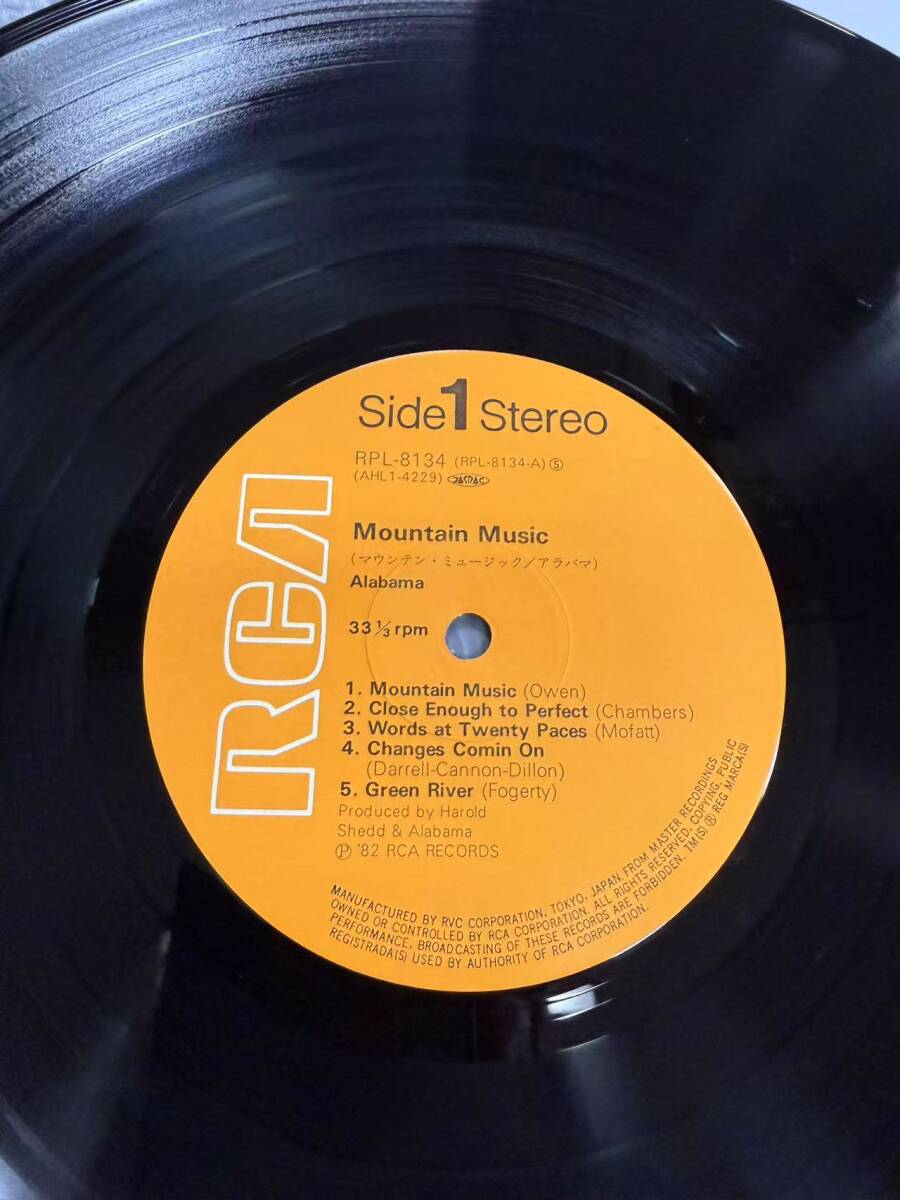 RCA
Side 1 Stereo
RPL-8134 (RPL-8134-A) ⑤
(AHL1-4229) JASRAC
Mountain Music
(マウンテン・ミュージック/アラバマ)
Alabama
33 1/3 rpm
1. Mountain Music (Owen)
2. Close Enough to Perfect (Chambers)
3. Words at Twenty Paces (Mofatt)
4. Changes Comin On
(Darrell-Cannon-Dillon)
5. Green River (Fogerty)
Produced by Harold
Shedd & Alabama
Ⓟ '82 RCA RECORDS
MANUFACTURED BY RVC CORPORATION, TOKYO, JAPAN. FROM MASTER RECORDINGS
OWNED OR CONTROLLED BY RCA CORPORATION. ALL RIGHTS RESERVED. COPYING, PUBLIC
PERFORMANCE, BROADCASTING OF THESE RECORDS ARE FORBIDDEN. TM(S) ® REG MARCA(S)
REGISTRADA(S) USED BY AUTHORITY OF RCA CORPORATION.